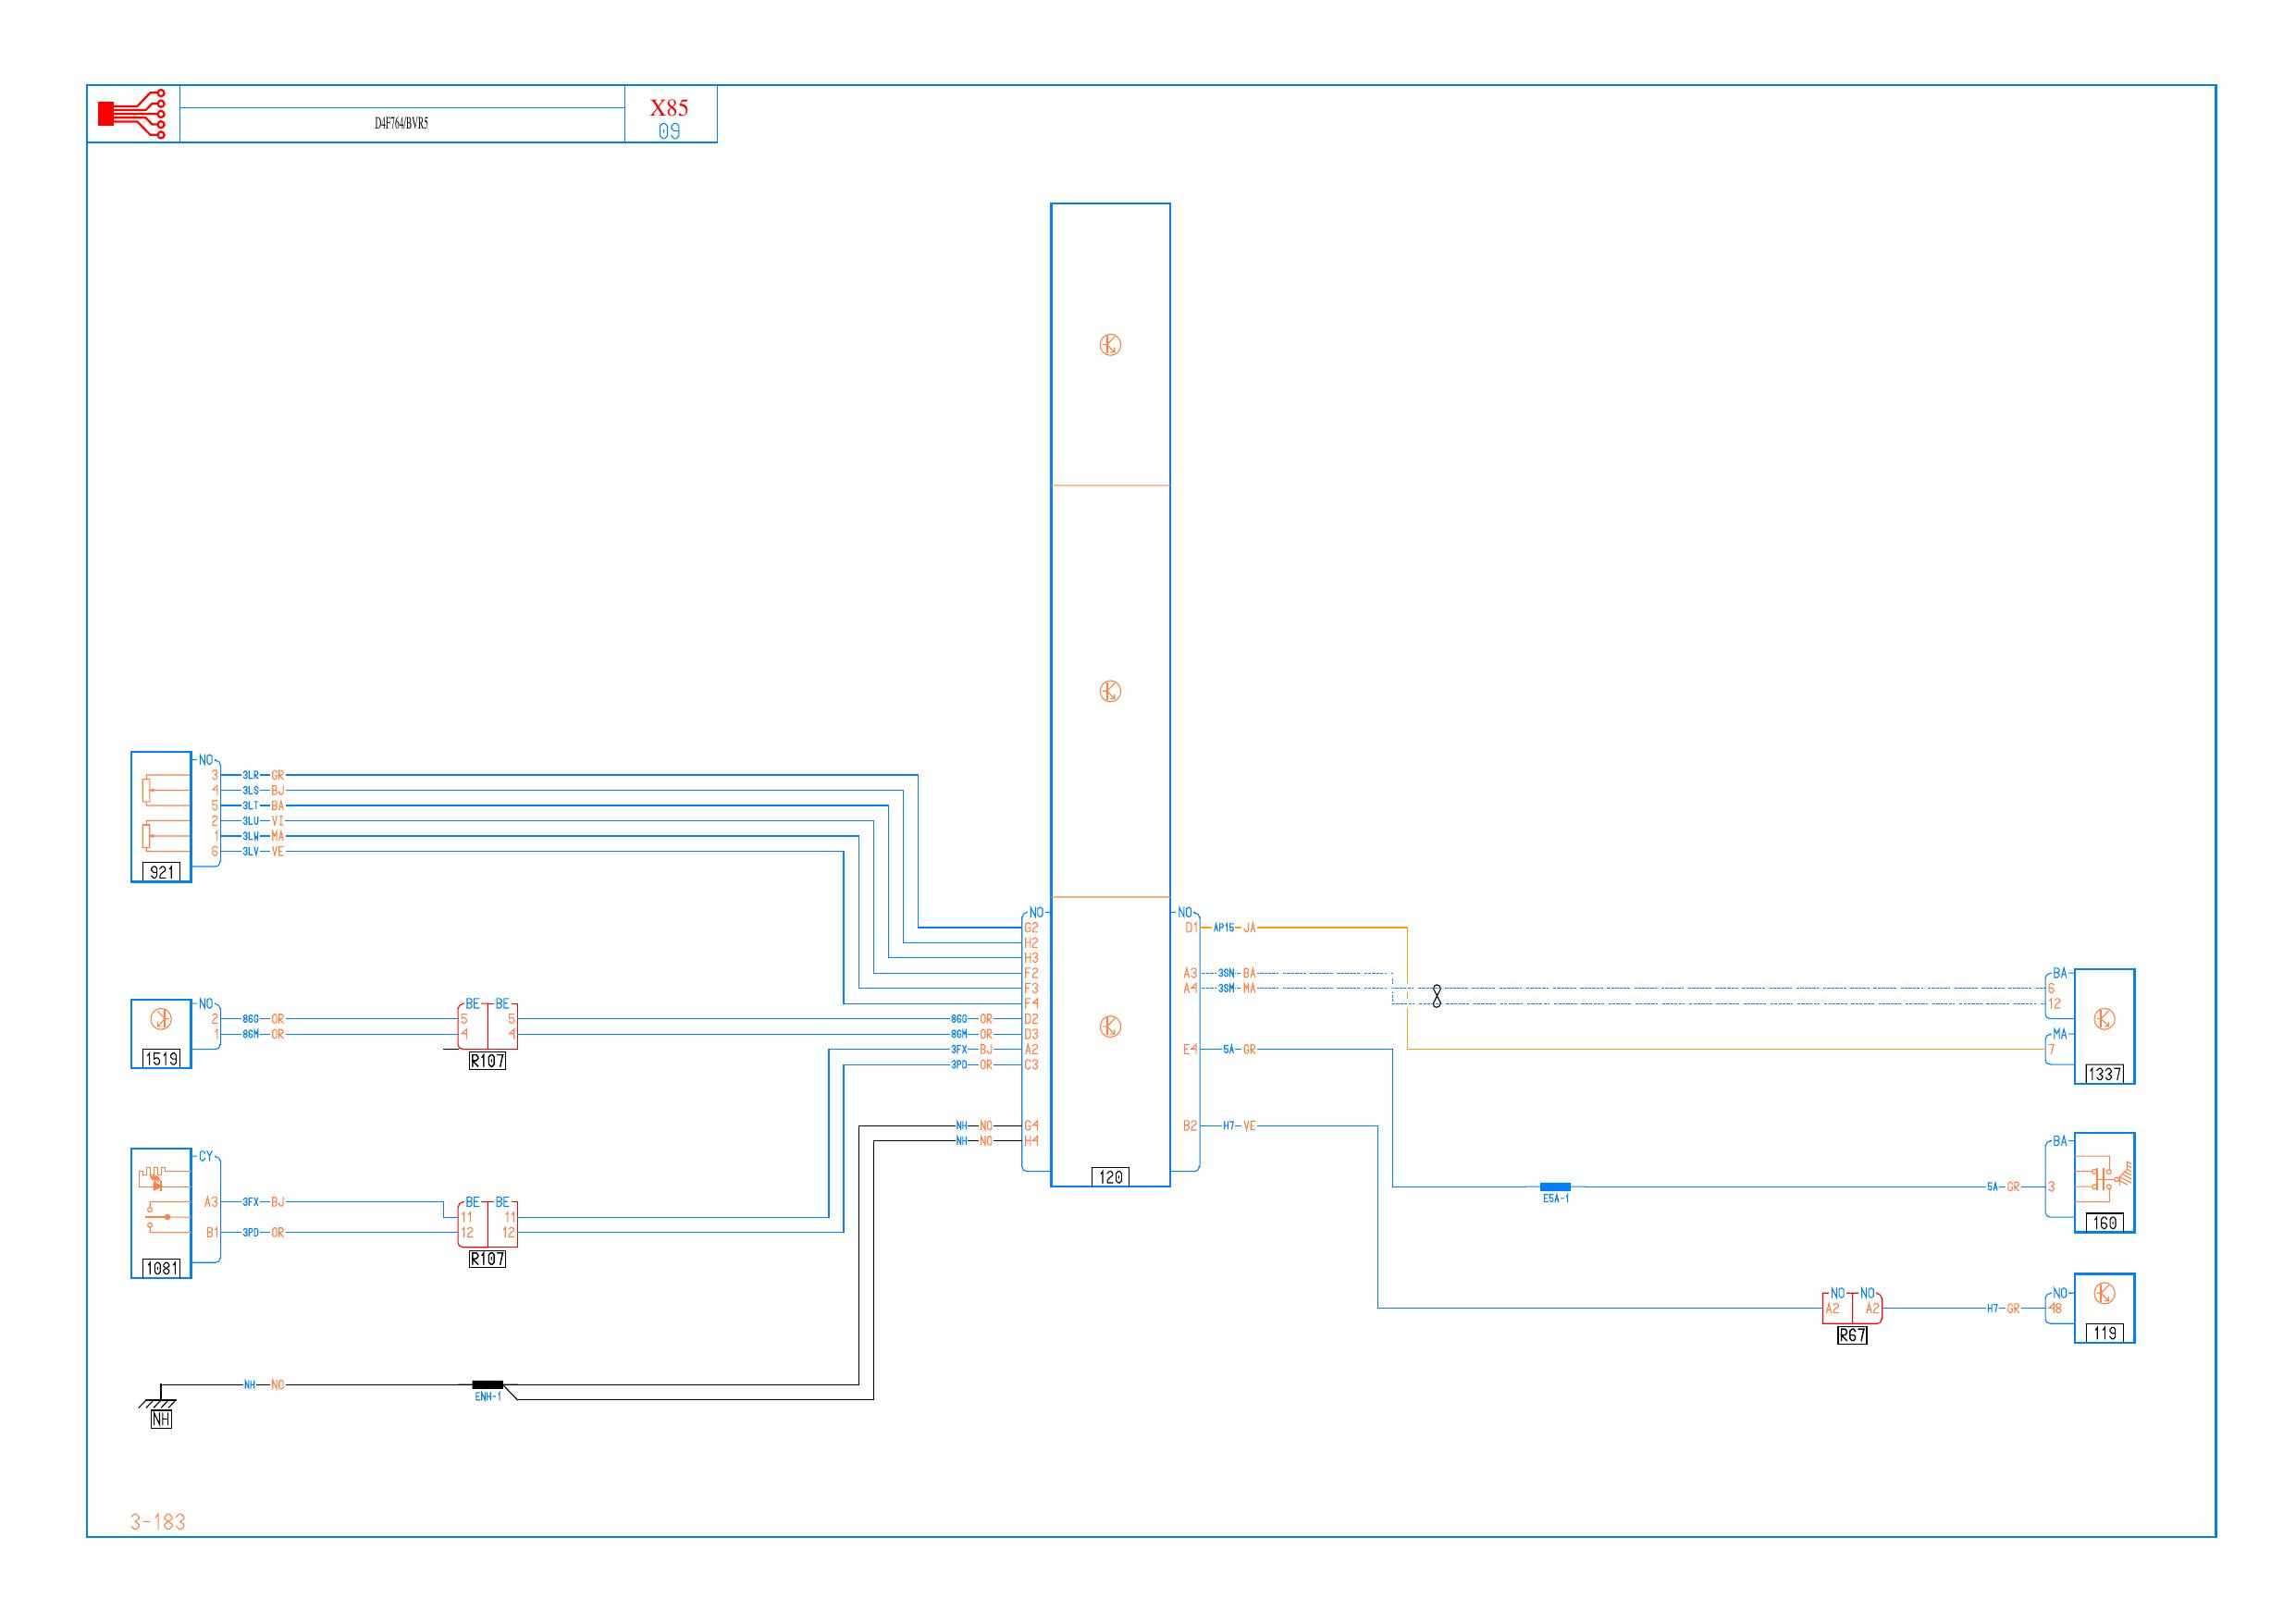 X85
D4F764/BVR5
09
NO
3 3LR GR
4 3LS BJ
5 3LT BA
2 3LU VI
1 3LW MA
6 3LV VE
921
NO NO
G2 D1 AP15 JA
H2
H3
F2 A3 3SN BA BA
F3 A4 3SM MA 6
NO BE BE F4 12
2 86G OR 5 5 86G OR D2
1 86M OR 4 4 86M OR D3 MA
3FX BJ A2 E4 5A GR 7
1519 R107 3PD OR C3
1337
NH NO G4 B2 H7 VE
NH NO H4 BA
CY
120
5A GR 3
E5A-1
A3 3FX BJ BE BE
11 11 160
B1 3PD OR 12 12
1081 R107
NO NO NO
A2 A2 H7 GR 48
R67 119
NH NO
ENH-1
NH
3-183